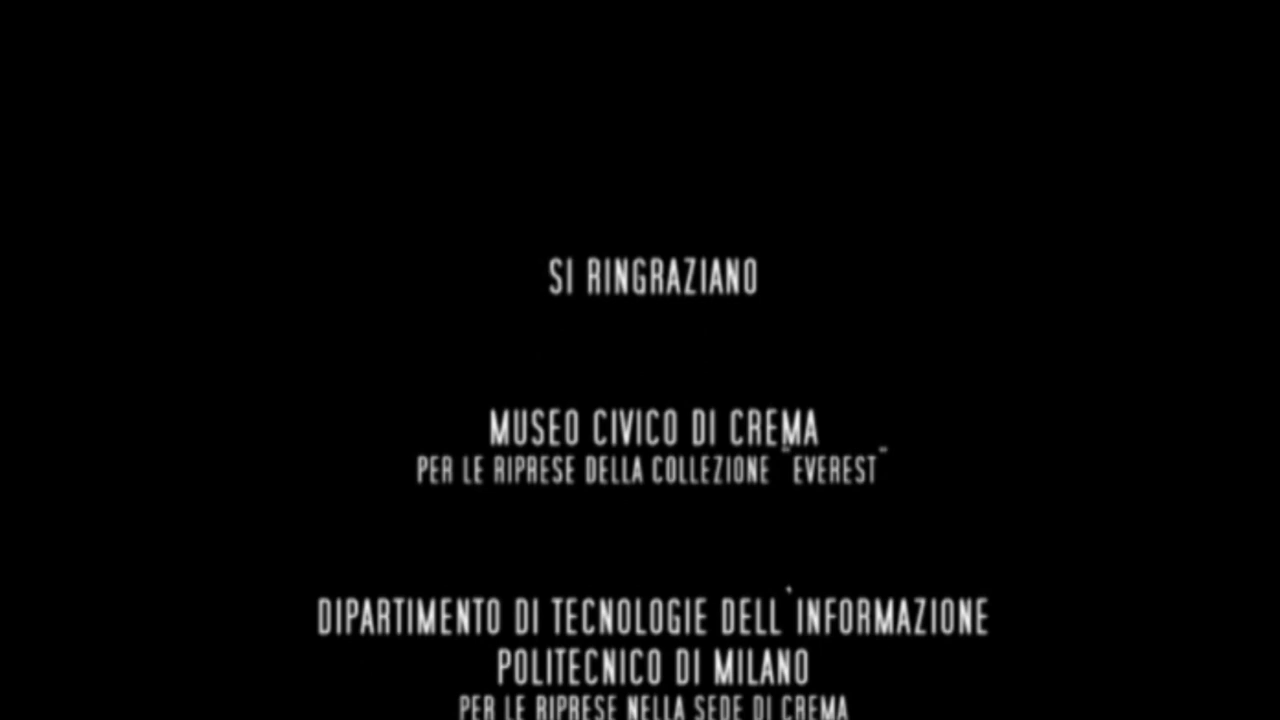 SI RINGRAZIANO
MUSEO CIVICO DI CREMA
PER LE RIPRESE DELLA COLLEZIONE "EVEREST"
DIPARTIMENTO DI TECNOLOGIE DELL`INFORMAZIONE
POLITECNICO DI MILANO
PER LE RIPRESE NELLA SEDE DI CREMA